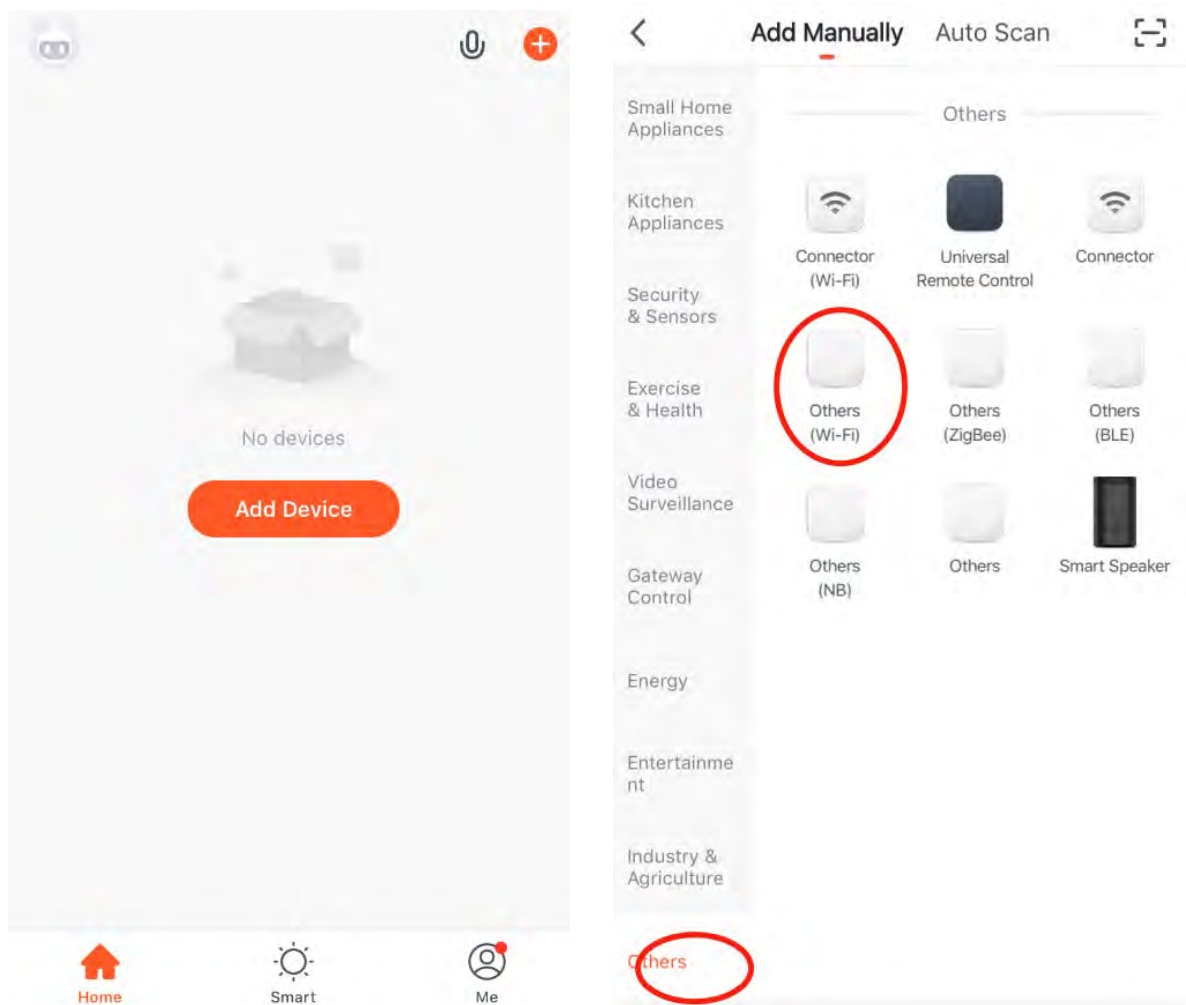 No devices
Add Device
Home
Smart
Me
Add Manually
Auto Scan
Small Home
Appliances
Kitchen
Appliances
Security
& Sensors
Exercise
& Health
Video
Surveillance
Gateway
Control
Energy
Entertainme
nt
Industry &
Agriculture
Others
Others
Connector
(Wi-Fi)
Universal
Remote Control
Connector
Others
(Wi-Fi)
Others
(ZigBee)
Others
(BLE)
Others
(NB)
Others
Smart Speaker